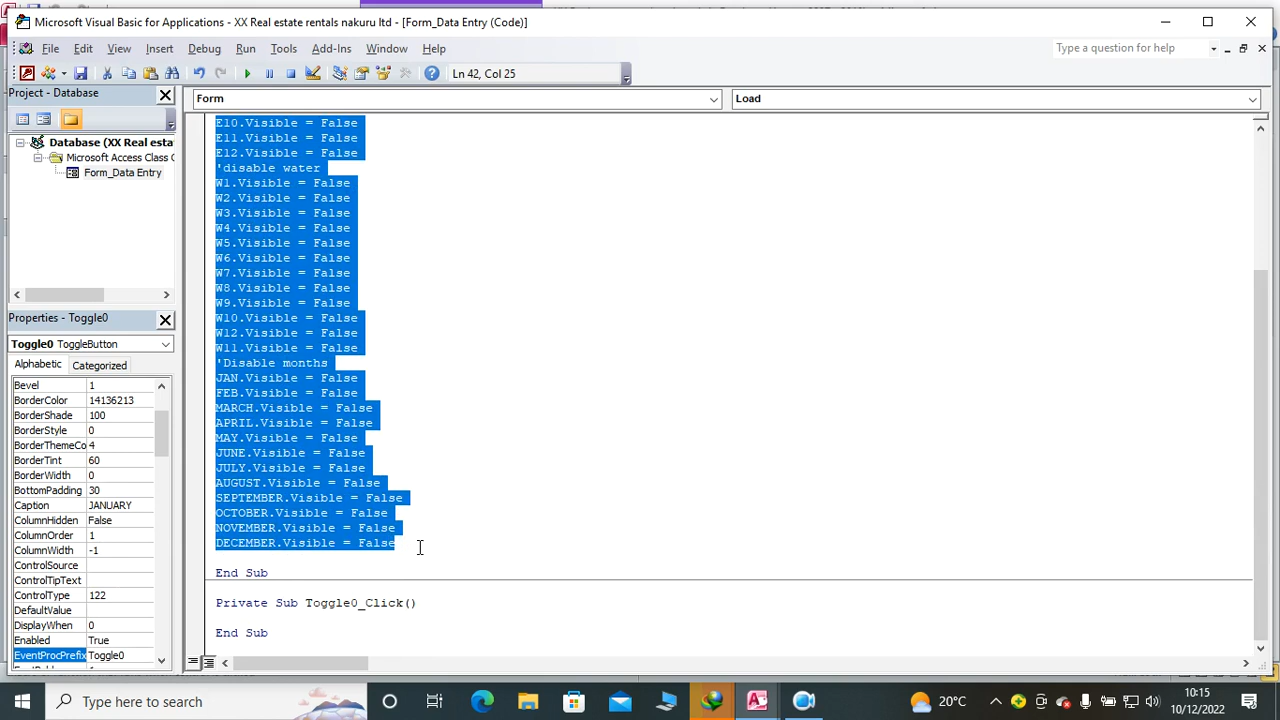 Microsoft Visual Basic for Applications - XX Real estate rentals nakuru ltd - [Form_Data Entry (Code)]
File Edit View Insert Debug Run Tools Add-Ins Window Help
Type a question for help
Ln 42, Col 25
Project - Database
Form
Load
Database (XX Real esta
Microsoft Access Class C
Form_Data Entry
E10.Visible = False
E11.Visible = False
E12.Visible = False
'disable water
W1.Visible = False
W2.Visible = False
W3.Visible = False
W4.Visible = False
W5.Visible = False
W6.Visible = False
W7.Visible = False
W8.Visible = False
W9.Visible = False
W10.Visible = False
W12.Visible = False
W11.Visible = False
'Disable months
JAN.Visible = False
FEB.Visible = False
MARCH.Visible = False
APRIL.Visible = False
MAY.Visible = False
JUNE.Visible = False
JULY.Visible = False
AUGUST.Visible = False
SEPTEMBER.Visible = False
OCTOBER.Visible = False
NOVEMBER.Visible = False
DECEMBER.Visible = False
End Sub
Private Sub Toggle0_Click()
End Sub
Properties - Toggle0
Toggle0 ToggleButton
Alphabetic Categorized
Bevel 1
BorderColor 14136213
BorderShade 100
BorderStyle 0
BorderThemeCo 4
BorderTint 60
BorderWidth 0
BottomPadding 30
Caption JANUARY
ColumnHidden False
ColumnOrder 1
ColumnWidth -1
ControlSource
ControlTipText
ControlType 122
DefaultValue
DisplayWhen 0
Enabled True
EventProcPrefix Toggle0
Type here to search
20°C
10:15
10/12/2022